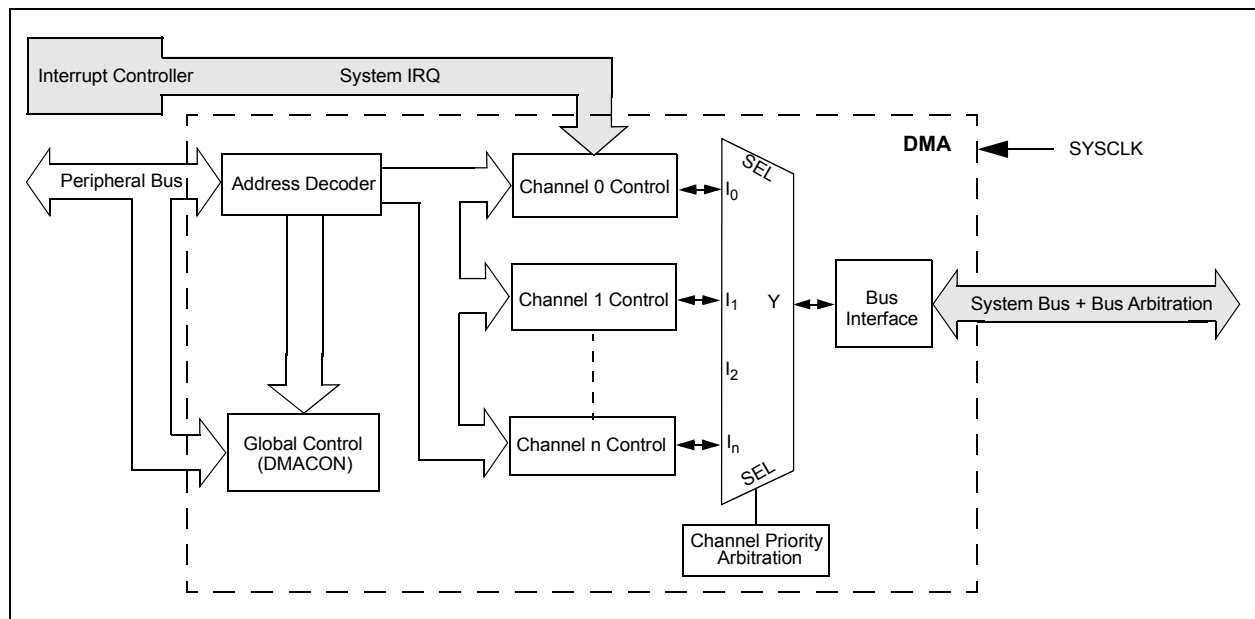 Interrupt Controller
System IRQ
DMA
SYSCLK
Peripheral Bus
Address Decoder
Channel 0 Control
SEL
I0
Channel 1 Control
I1
Y
Bus
Interface
System Bus + Bus Arbitration
I2
Global Control
(DMACON)
Channel n Control
In
SEL
Channel Priority
Arbitration